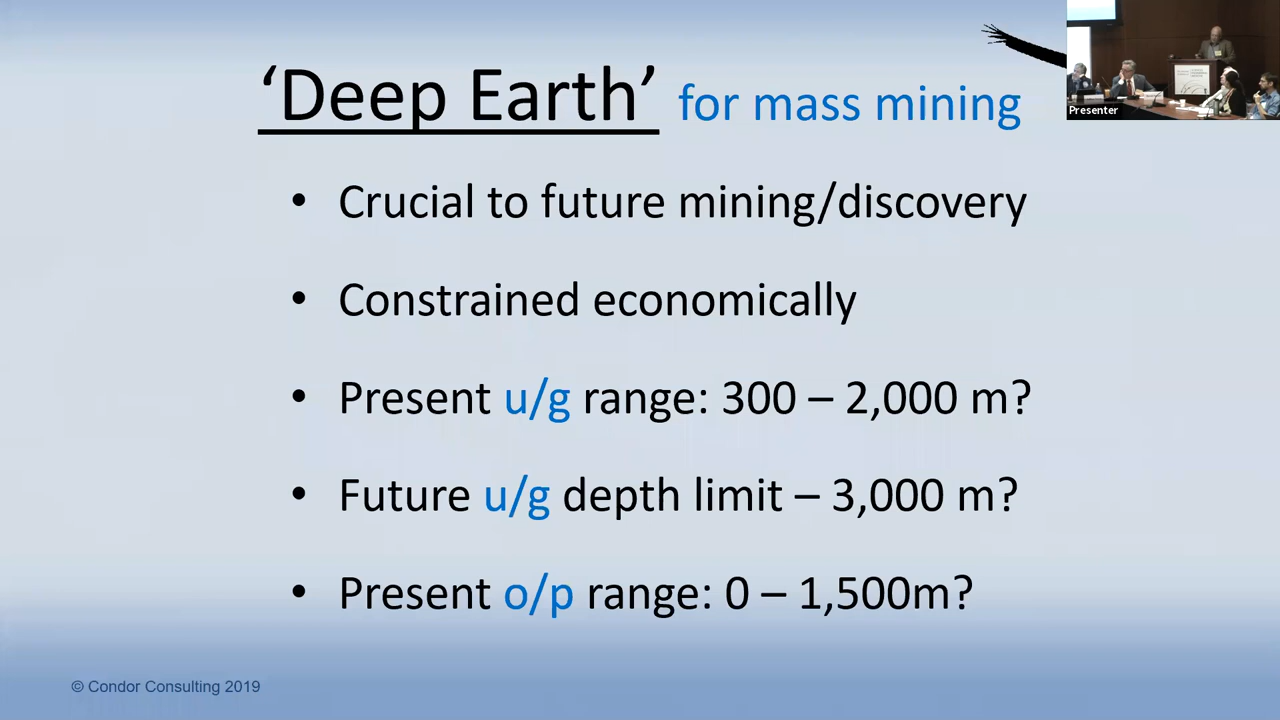 ‘Deep Earth’ for mass mining
• Crucial to future mining/discovery
• Constrained economically
• Present u/g range: 300 – 2,000 m?
• Future u/g depth limit – 3,000 m?
• Present o/p range: 0 – 1,500m?
© Condor Consulting 2019
Presenter